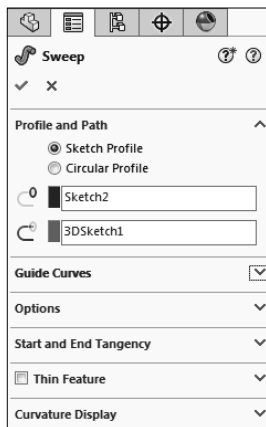 Sweep
Profile and Path
Sketch Profile
Circular Profile
Sketch2
3DSketch1
Guide Curves
Options
Start and End Tangency
Thin Feature
Curvature Display